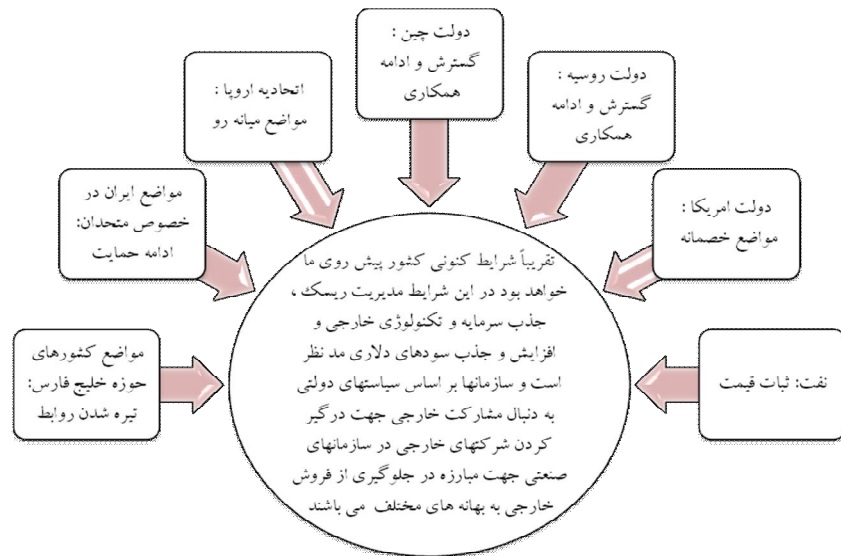 دولت چین :
گسترش و ادامه
همکاری
دولت روسیه :
گسترش و ادامه
همکاری
اتحادیه اروپا :
مواضع میانه رو
دولت امریکا :
مواضع خصمانه
مواضع ایران در
خصوص متحدان:
ادامه حمایت
نفت: ثبات قیمت
مواضع کشورهای
حوزه خلیج فارس:
تیره شدن روابط
تقریباً شرایط کنونی کشور پیش روی ما
خواهد بود در این شرایط مدیریت ریسک ،
جذب سرمایه و تکنولوژی خارجی و
افزایش و جذب سودهای دلاری مد نظر
است و سازمانها بر اساس سیاستهای دولتی
به دنبال مشارکت خارجی جهت درگیر
کردن شرکتهای خارجی در سازمانهای
صنعتی جهت مبارزه در جلوگیری از فروش
خارجی به بهانه های مختلف می باشند